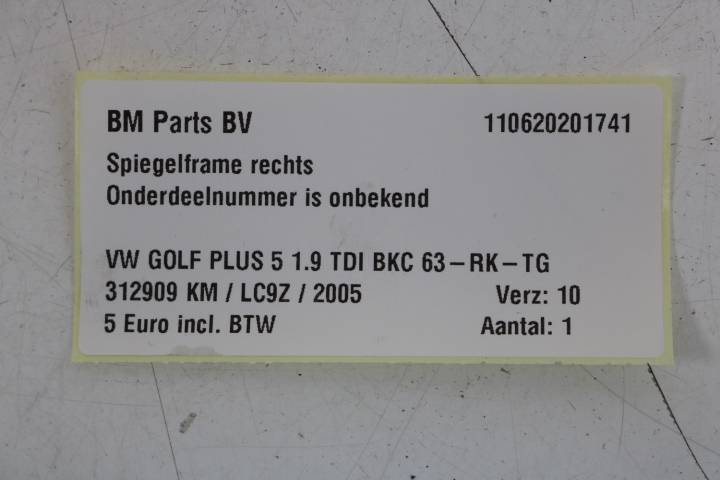 BM Parts BV 110620201741
Spiegelframe rechts
Onderdeelnummer is onbekend
VW GOLF PLUS 5 1.9 TDI BKC 63-RK-TG
312909 KM / LC9Z / 2005 Verz: 10
5 Euro incl. BTW Aantal: 1